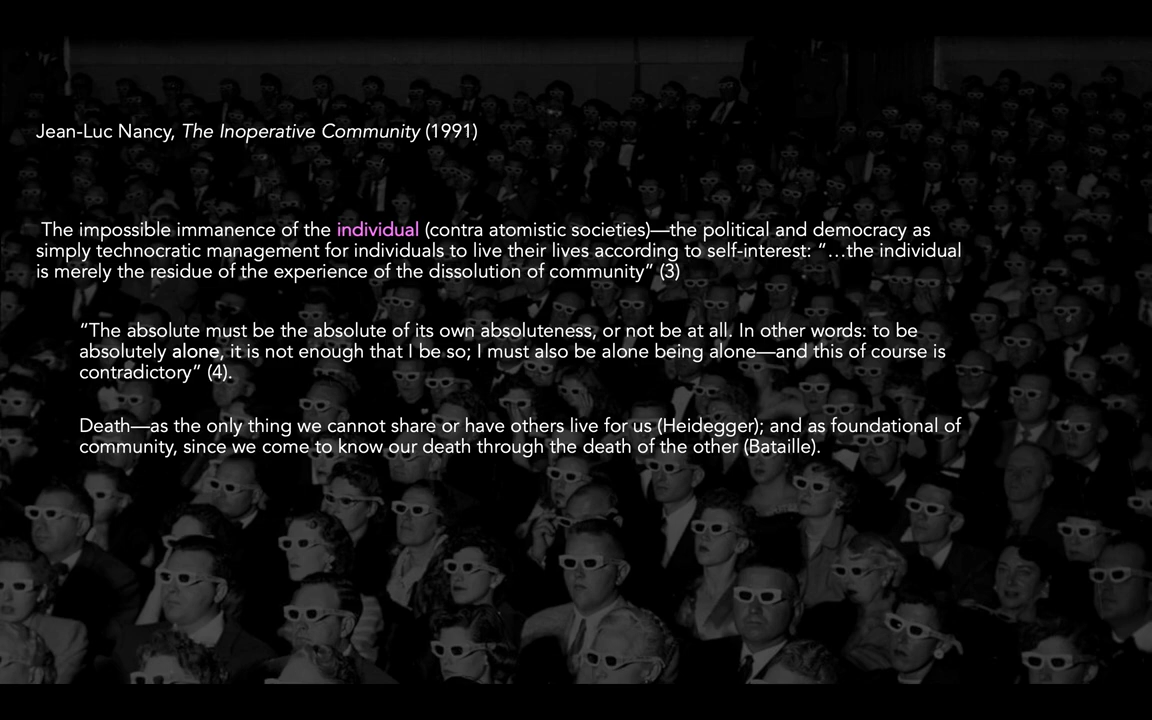 Jean-Luc Nancy, The Inoperative Community (1991)
The impossible immanence of the individual (contra atomistic societies)—the political and democracy as
simply technocratic management for individuals to live their lives according to self-interest: “…the individual
is merely the residue of the experience of the dissolution of community” (3)
“The absolute must be the absolute of its own absoluteness, or not be at all. In other words: to be
absolutely alone, it is not enough that I be so; I must also be alone being alone—and this of course is
contradictory” (4).
Death—as the only thing we cannot share or have others live for us (Heidegger); and as foundational of
community, since we come to know our death through the death of the other (Bataille).